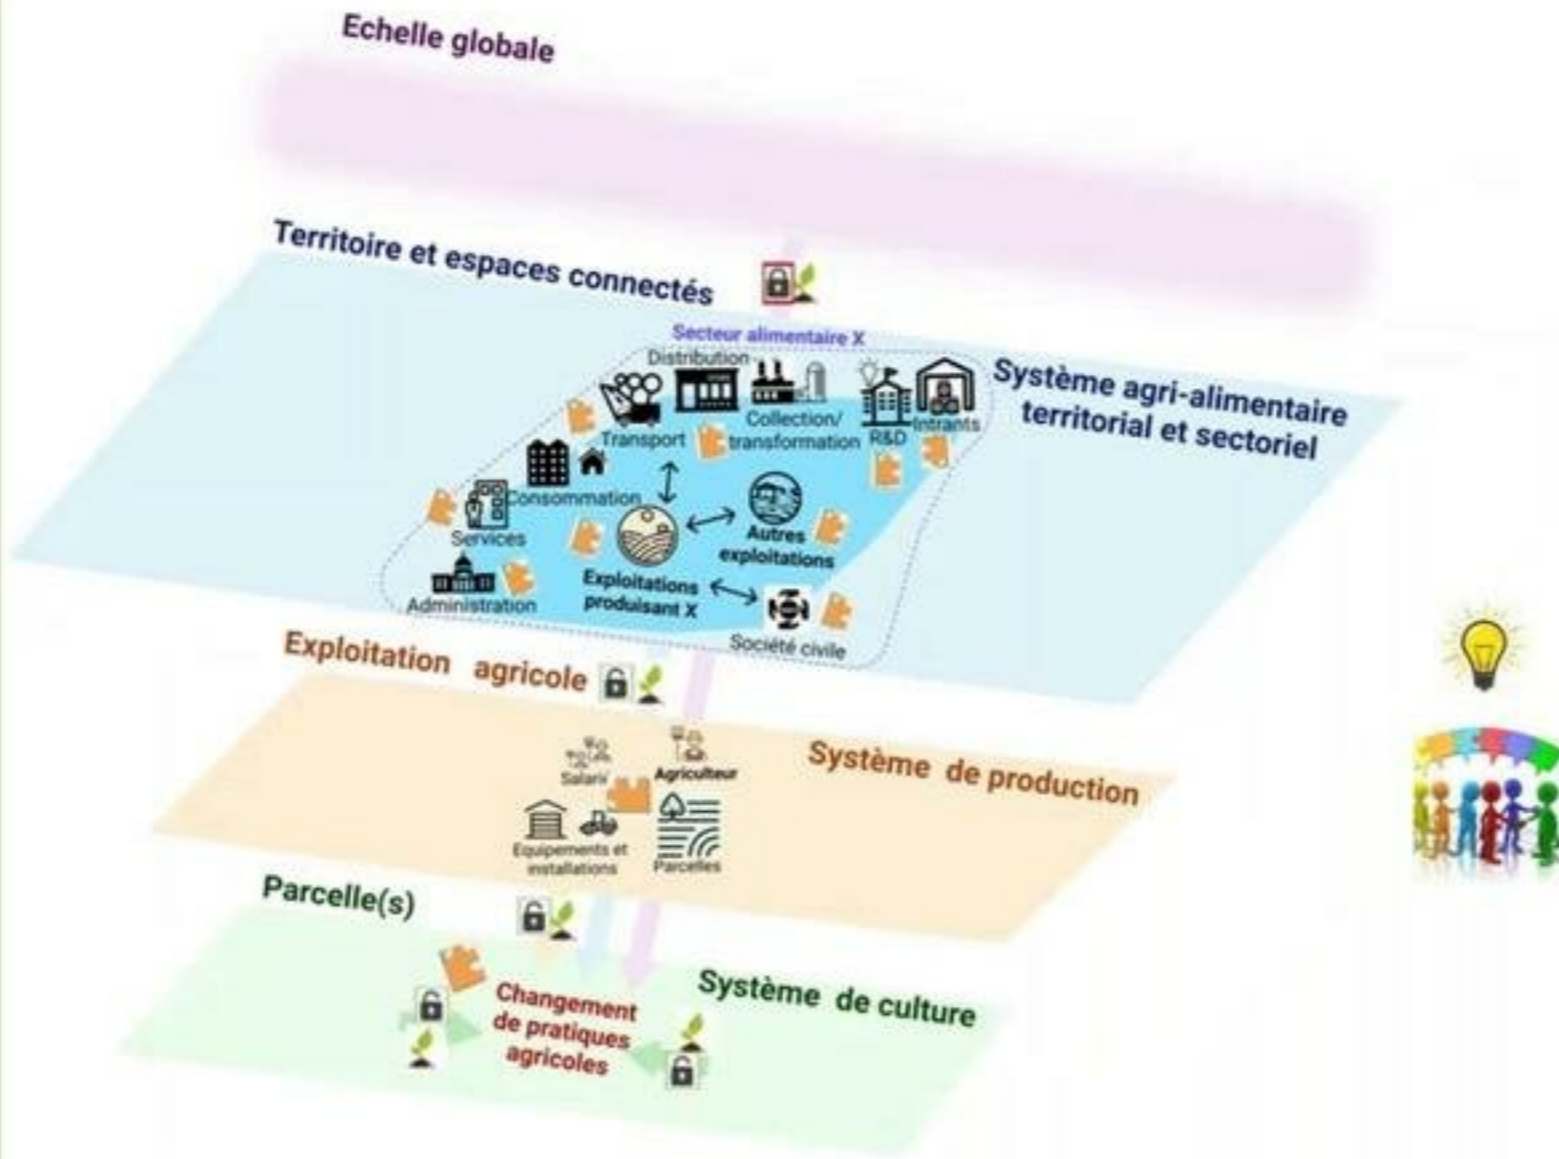 Echelle globale
Territoire et espaces connectés
Secteur alimentaire X
Distribution
Système agri-alimentaire
territorial et sectoriel
Collection/
transformation
Transport
R&D
Intrants
Consommation
Services
Autres
exploitations
Exploitations
produisant X
Administration
Société civile
Exploitation agricole
Système de production
Agriculteur
Equipements et
installations
Parcelles
Parcelle(s)
Système de culture
Changement
de pratiques
agricoles